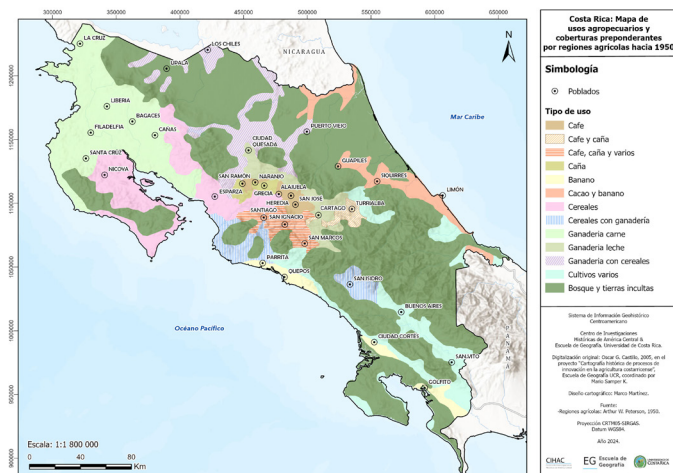 300000
350000
400000
450000
500000
550000
600000
Costa Rica: Mapa de
usos agropecuarios y
coberturas preponderantes
por regiones agrícolas hacia 1950
Simbología
Poblados
Tipo de uso
Cafe
Cafe y caña
Cafe, caña y varios
Caña
Banano
Cacao y banano
Cereales
Cereales con ganadería
Ganaderia carne
Ganaderia leche
Ganadería con cereales
Cultivos varios
Bosque y tierras incultas
Sistema de Información Geohistórico
Centroamericano
Centro de Investigaciones
Históricas de América Central &
Escuela de Geografía. Universidad de Costa Rica.
Digitalización original: Oscar G. Castillo, 2005, en el
proyecto "Cartografía histórica de procesos de
innovación en la agricultura costarricense".
Escuela de Geografía UCR, coordinado por
Mario Samper K.
Diseño cartográfico: Marco Martínez.
Fuente:
-Regiones agrícolas: Arthur W. Peterson, 1950.
Proyección CRTM05-SIRGAS.
Datum WGS84.
Año 2024.
CIHAC
EG Escuela de
Geografía
UNIVERSIDAD DE
COSTA RICA
N
NICARAGUA
Mar Caribe
Océano Pacífico
PANAMÁ
LA CRUZ
LOS CHILES
UPALA
LIBERIA
BAGACES
FILADELFIA
CAÑAS
PUERTO VIEJO
CIUDAD
QUESADA
SANTA CRUZ
NICOYA
GUAPILES
SIQUIRRES
LIMÓN
SAN RAMÓN
NARANJO
ESPARZA
GRECIA
ALAJUELA
HEREDIA
SAN JOSE
SANTIAGO
CARTAGO
TURRIALBA
SAN IGNACIO
SAN MARCOS
PARRITA
QUEPOS
SAN ISIDRO
BUENOS AIRES
CIUDAD CORTES
SAN VITO
GOLFITO
1200000
1150000
1100000
1050000
1000000
950000
900000
Escala: 1:1 800 000
0 40 80
Km